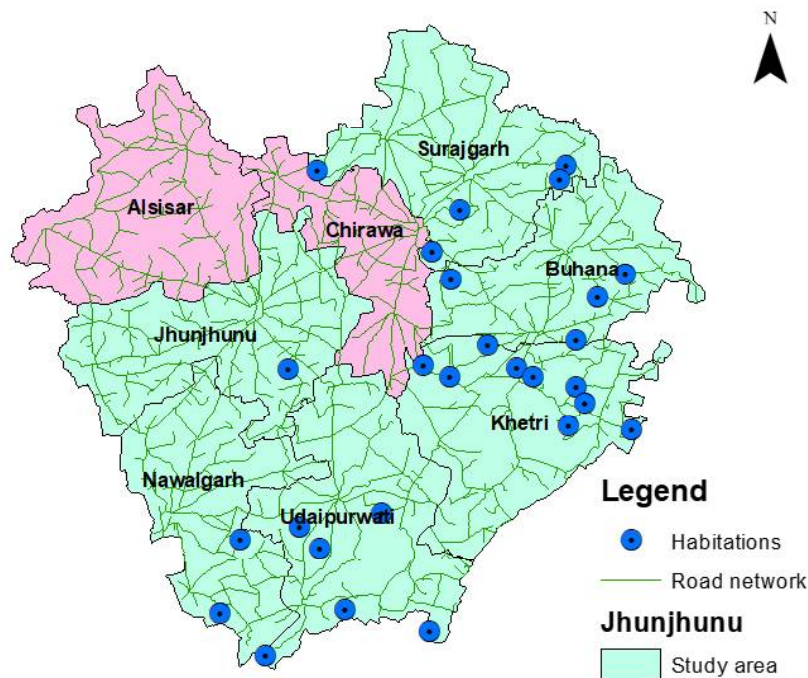 N
Surajgarh
Alsisar
Chirawa
Buhana
Jhunjhunu
Khetri
Nawalgarh
Udaipurwati
Legend
Habitations
Road network
Jhunjhunu
Study area